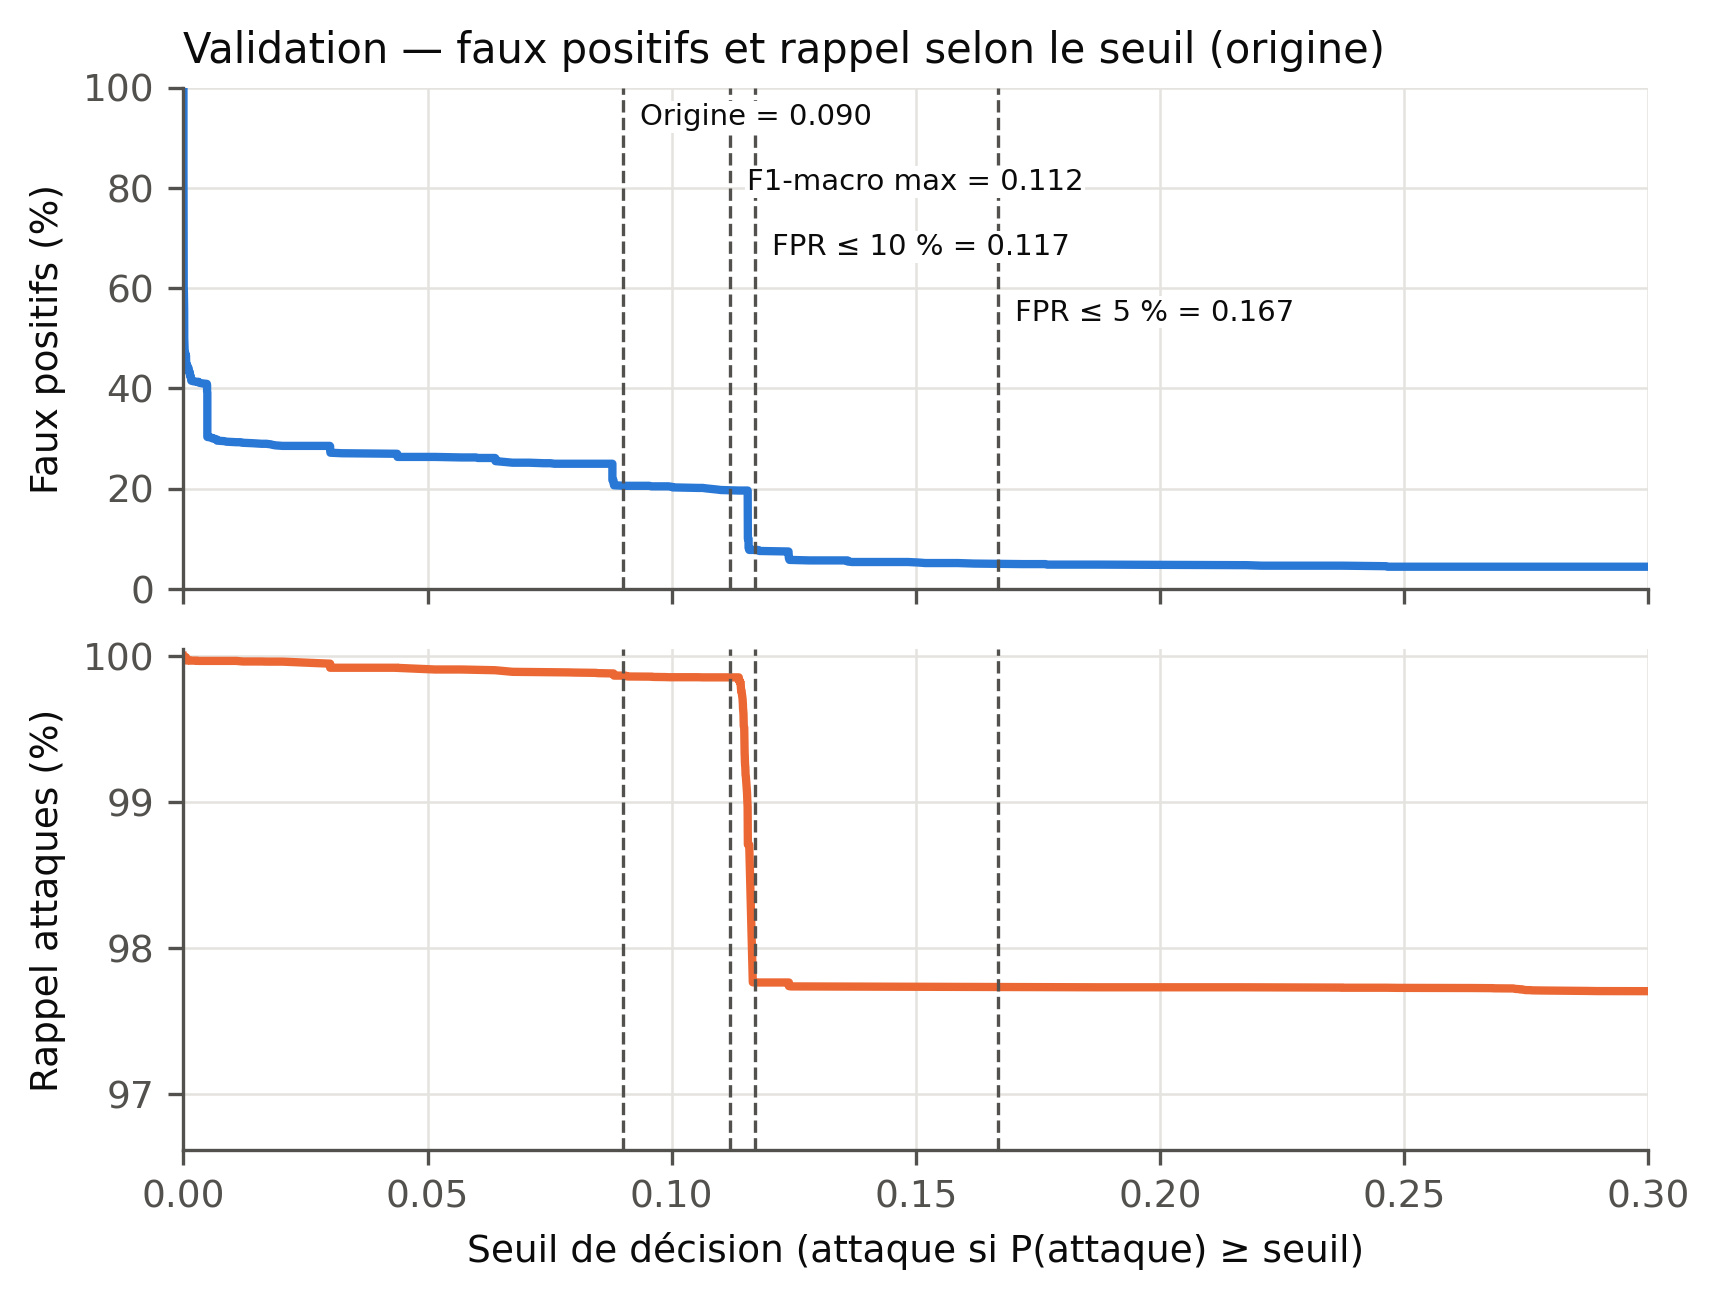 Validation — faux positifs et rappel selon le seuil (origine)
Faux positifs (%)
100
80
60
40
20
0
Origine = 0.090
F1-macro max = 0.112
FPR ≤ 10 % = 0.117
FPR ≤ 5 % = 0.167
Rappel attaques (%)
100
99
98
97
0.00 0.05 0.10 0.15 0.20 0.25 0.30
Seuil de décision (attaque si P(attaque) ≥ seuil)